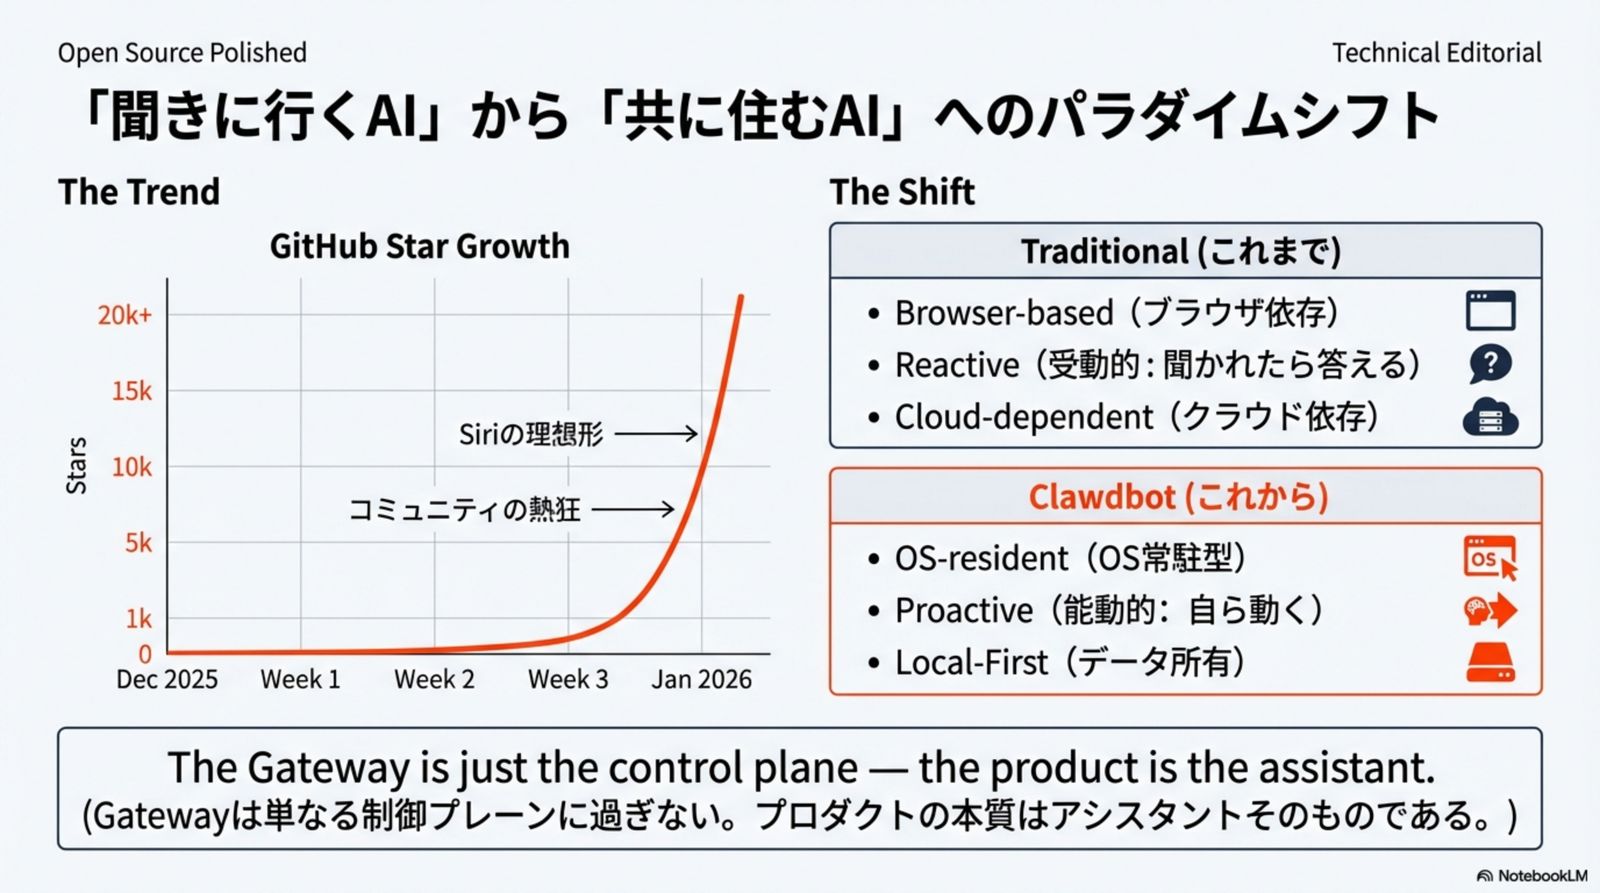 Open Source Polished
Technical Editorial
「聞きに行くAI」から「共に住むAI」へのパラダイムシフト
The Trend
GitHub Star Growth
20k+
15k
10k
5k
1k
0
Stars
Siriの理想形
コミュニティの熱狂
Dec 2025 Week 1 Week 2 Week 3 Jan 2026
The Shift
Traditional (これまで)
• Browser-based（ブラウザ依存）
• Reactive（受動的 : 聞かれたら答える）
?
• Cloud-dependent（クラウド依存）
Clawdbot (これから)
• OS-resident（OS常駐型）
OS
• Proactive（能動的：自ら動く）
• Local-First（データ所有）
The Gateway is just the control plane — the product is the assistant.
(Gatewayは単なる制御プレーンに過ぎない。プロダクトの本質はアシスタントそのものである。)
NotebookLM